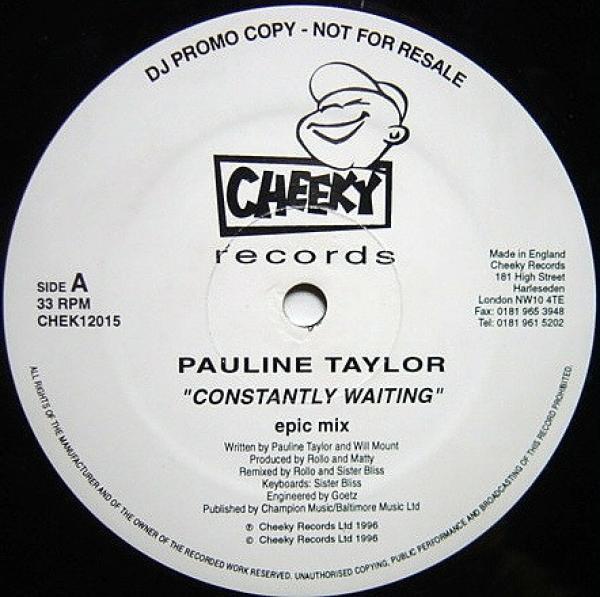 DJ PROMO COPY - NOT FOR RESALE
CHEEKY
records
SIDE A
33 RPM
CHEK12015
Made in England
Cheeky Records
181 High Street
Harleseden
London NW10 4TE
Fax: 0181 965 3948
Tel: 0181 961 5202
PAULINE TAYLOR
"CONSTANTLY WAITING"
epic mix
Written by Pauline Taylor and Will Mount
Produced by Rollo and Matty
Remixed by Rollo and Sister Bliss
Keyboards: Sister Bliss
Engineered by Goetz
Published by Champion Music/Baltimore Music Ltd
℗ Cheeky Records Ltd 1996
© Cheeky Records Ltd 1996
ALL RIGHTS OF THE MANUFACTURER AND OF THE OWNER OF THE RECORDED WORK RESERVED. UNAUTHORISED COPYING, PUBLIC PERFORMANCE AND BROADCASTING OF THIS RECORD PROHIBITED.